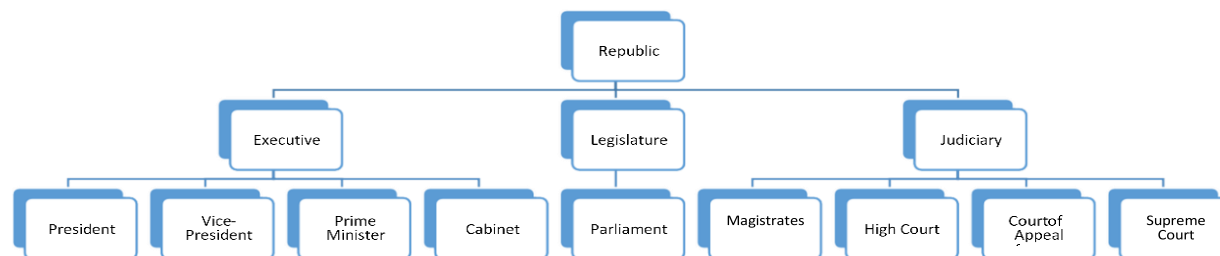 Republic
Executive
Legislature
Judiciary
President
Vice-
President
Prime
Minister
Cabinet
Parliament
Magistrates
High Court
Courtof
Appeal
Supreme
Court